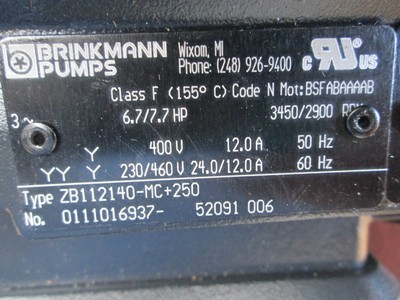 BRINKMANN PUMPS
Wixom, MI
Phone: (248) 926-9400
C RU US
Class F (155° C) Code N Mot: BSFABAAAAB
3~ 6.7/7.7 HP 3450/2900 RPM
Y 400 V 12.0 A 50 Hz
YY Y 230/460 V 24.0/12.0 A 60 Hz
Type ZB112140-MC+250
No. 0111016937- 52091 006